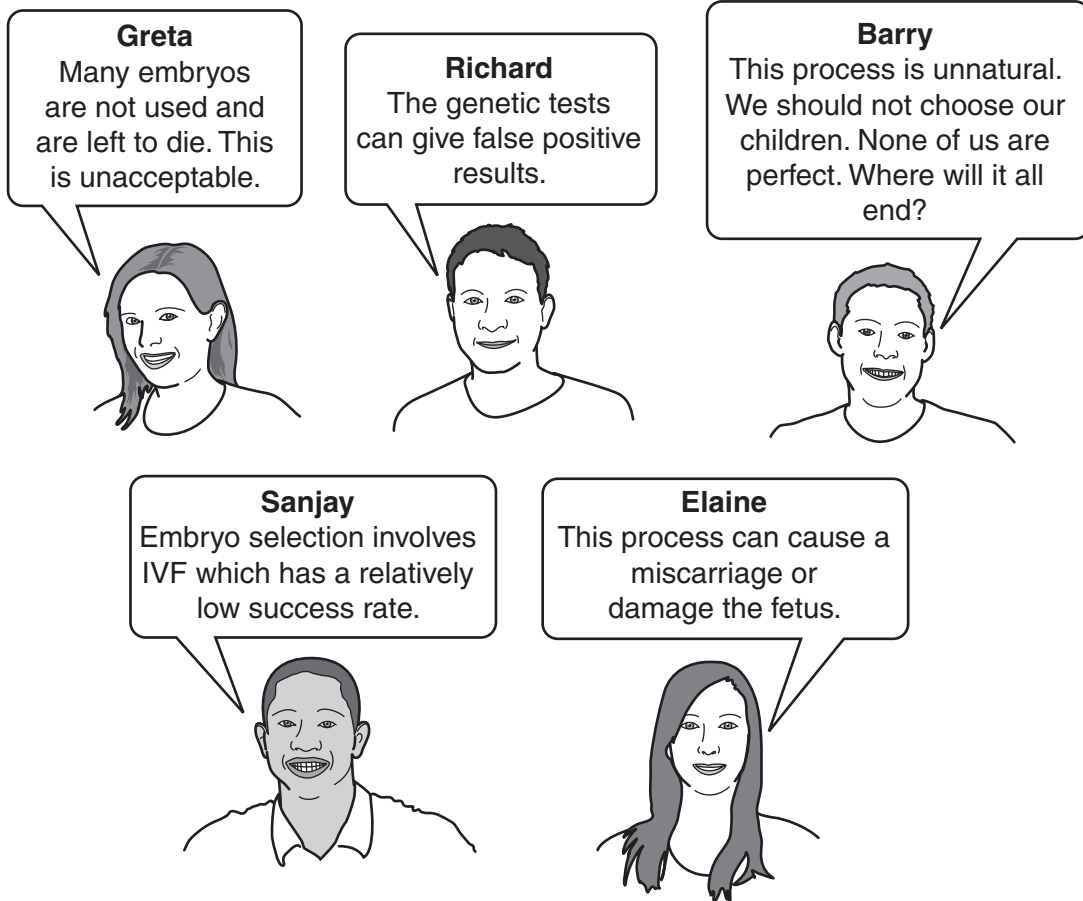 Greta
Many embryos
are not used and
are left to die. This
is unacceptable.
Richard
The genetic tests
can give false positive
results.
Barry
This process is unnatural.
We should not choose our
children. None of us are
perfect. Where will it all
end?
Sanjay
Embryo selection involves
IVF which has a relatively
low success rate.
Elaine
This process can cause a
miscarriage or
damage the fetus.